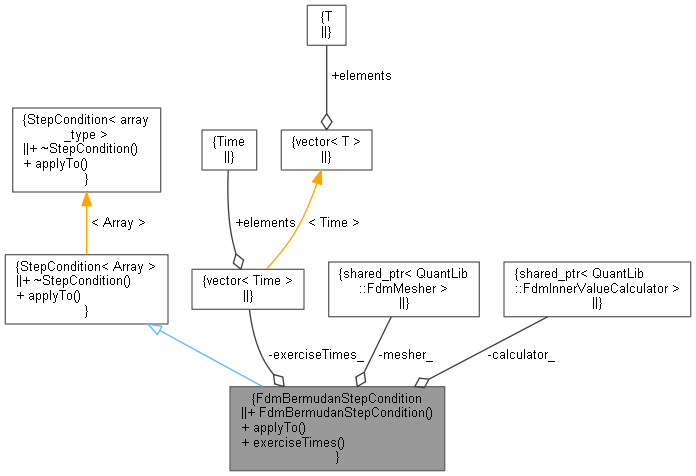 {T
||}
+elements
{StepCondition< array
_type >
||+ ~StepCondition()
+ applyTo()
}
{Time
||}
{vector< T >
||}
< Array >
+elements
< Time >
{StepCondition< Array >
||+ ~StepCondition()
+ applyTo()
}
{vector< Time >
||}
{shared_ptr< QuantLib
::FdmMesher >
||}
{shared_ptr< QuantLib
::FdmInnerValueCalculator >
||}
-exerciseTimes_
-mesher_
-calculator_
{FdmBermudanStepCondition
||+ FdmBermudanStepCondition()
+ applyTo()
+ exerciseTimes()
}